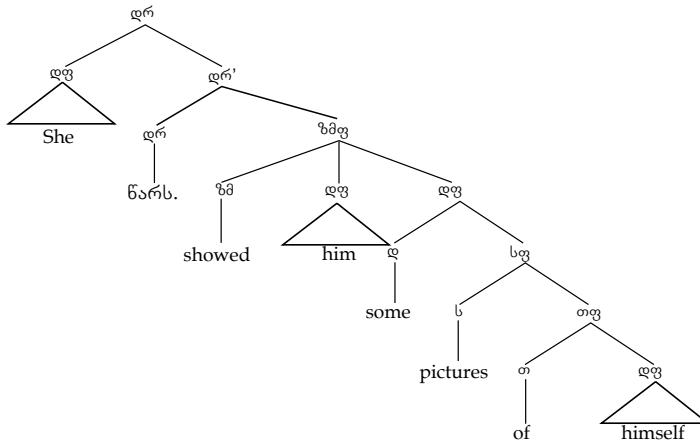 დრ
დფ დრ’
She დრ ზმფ
წარს. ზმ დფ დფ
showed him დ სფ
some ს თფ
pictures თ დფ
of himself